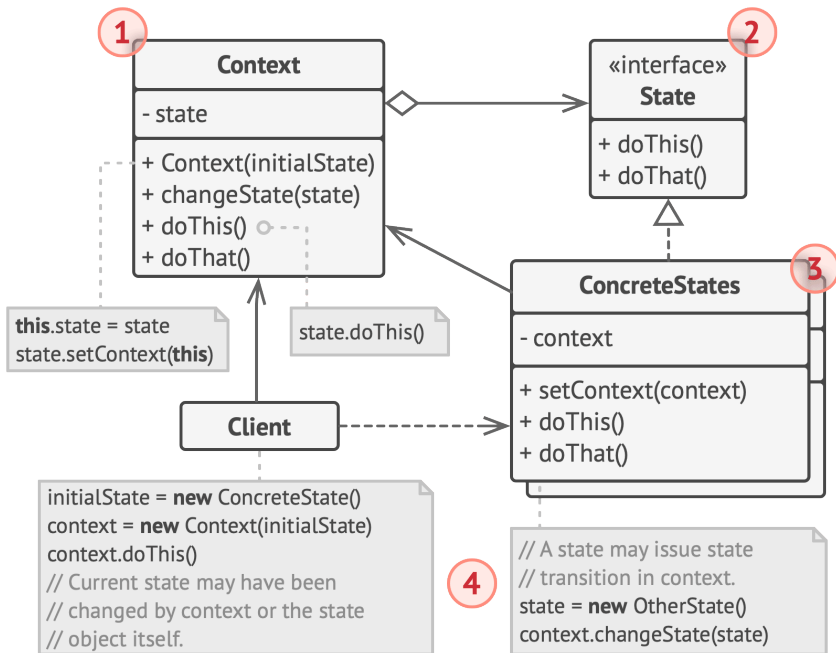 1
Context
- state
+ Context(initialState)
+ changeState(state)
+ doThis()
+ doThat()
2
«interface»
State
+ doThis()
+ doThat()
3
ConcreteStates
- context
+ setContext(context)
+ doThis()
+ doThat()
this.state = state
state.setContext(this)
state.doThis()
Client
initialState = new ConcreteState()
context = new Context(initialState)
context.doThis()
// Current state may have been
// changed by context or the state
// object itself.
4
// A state may issue state
// transition in context.
state = new OtherState()
context.changeState(state)